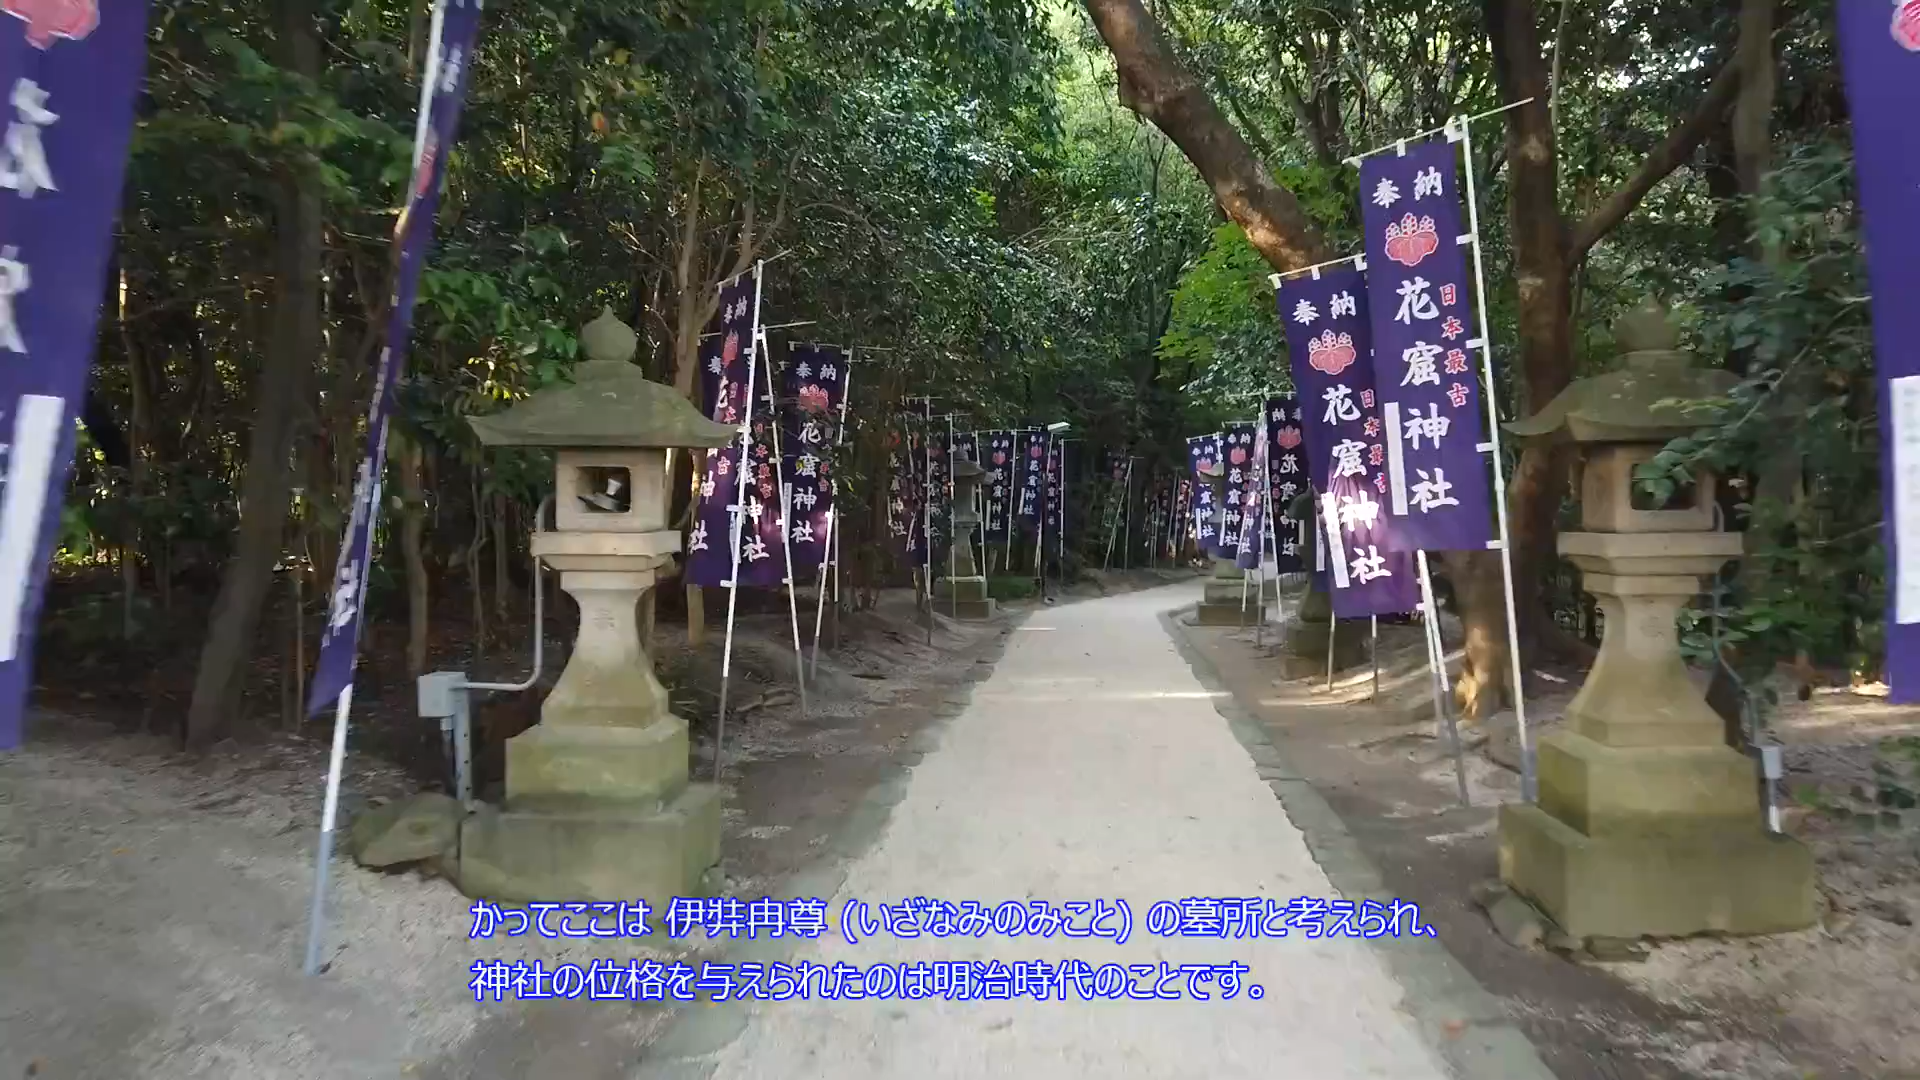 奉納
花窟神社
日本最古
奉納
花窟神社
日本最古
奉納
花窟神社
かってここは 伊弉冉尊 (いざなみのみこと) の墓所と考えられ、
神社の位格を与えられたのは明治時代のことです。